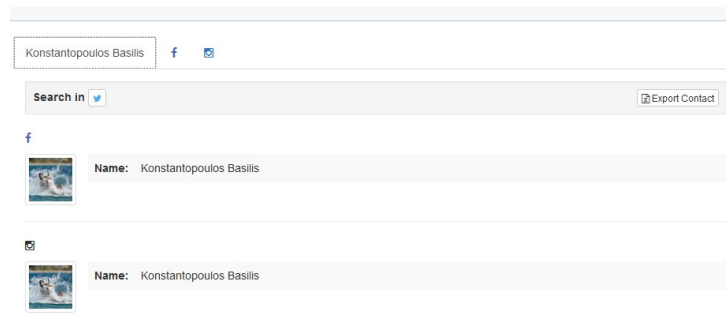 Konstantopoulos Basilis
Search in
Export Contact
Name: Konstantopoulos Basilis
Name: Konstantopoulos Basilis